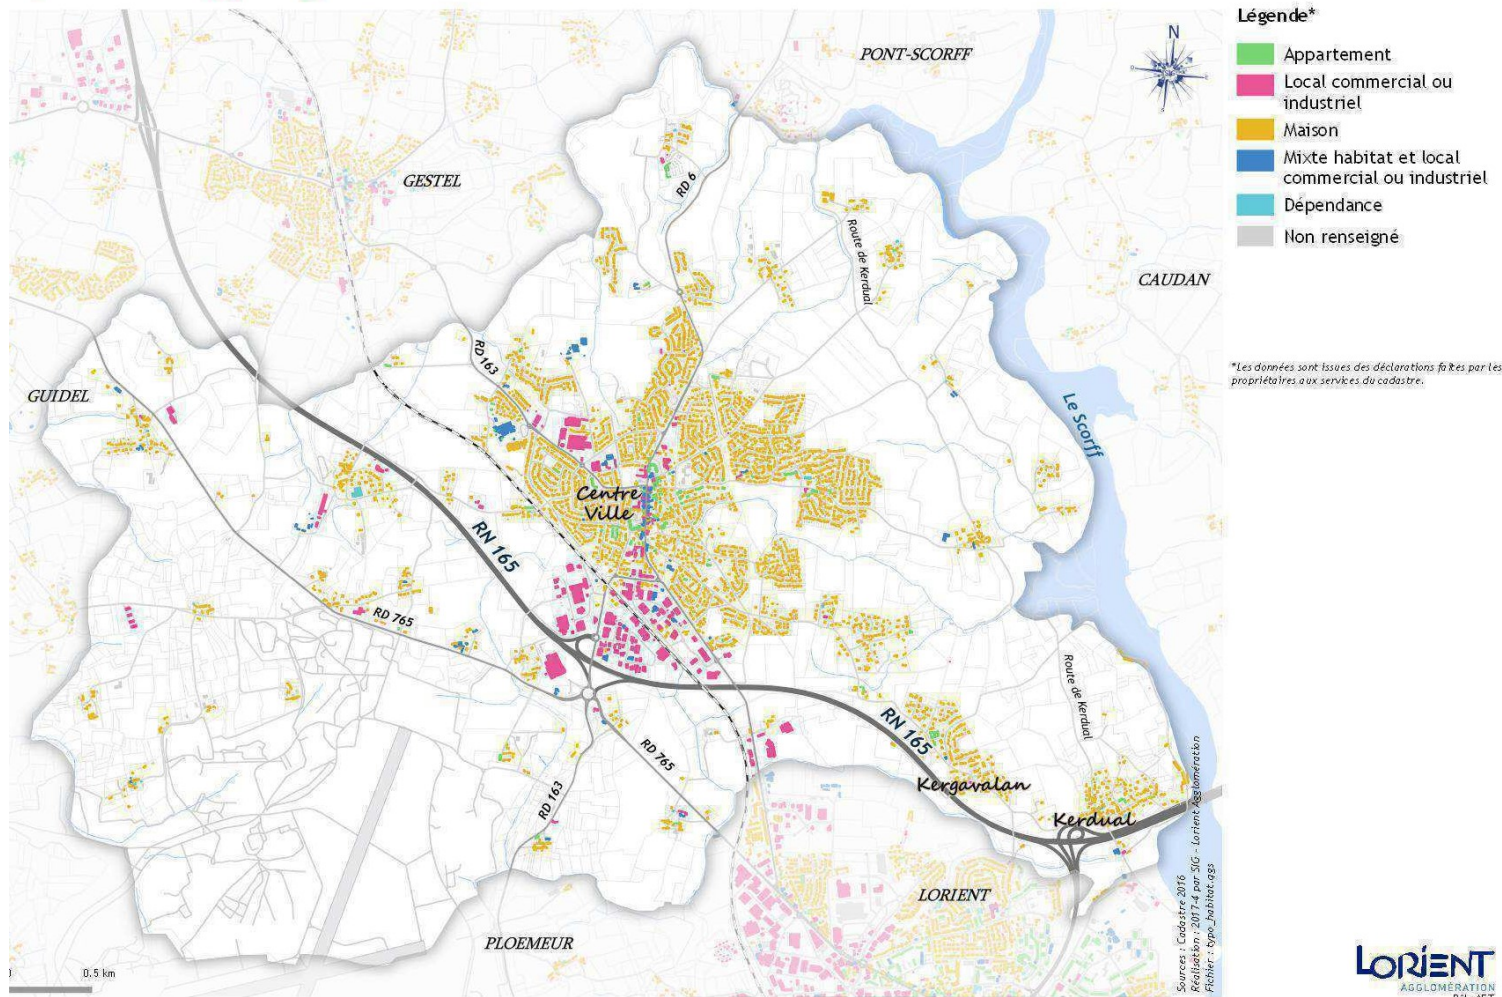 Légende*
Appartement
Local commercial ou
industriel
Maison
Mixte habitat et local
commercial ou industriel
Dépendance
Non renseigné
*Les données sont issues des déclarations faites par les
propriétaires aux services du cadastre.
N
PONT-SCORFF
GESTEL
CAUDAN
GUIDEL
RD 6
Route de Kerdual
RD 163
Le Scorff
Centre
Ville
RN 165
RD 765
Route de Kerdual
RN 165
RD 765
RD 163
Kergavalan
Kerdual
LORIENT
PLOEMEUR
0.5 km
Sources : Cadastre 2016
Réalisation : 2017-4 par SIG - Lorient Agglomération
Fichier : typo_habitat.qgs
LORIENT
AGGLOMÉRATION